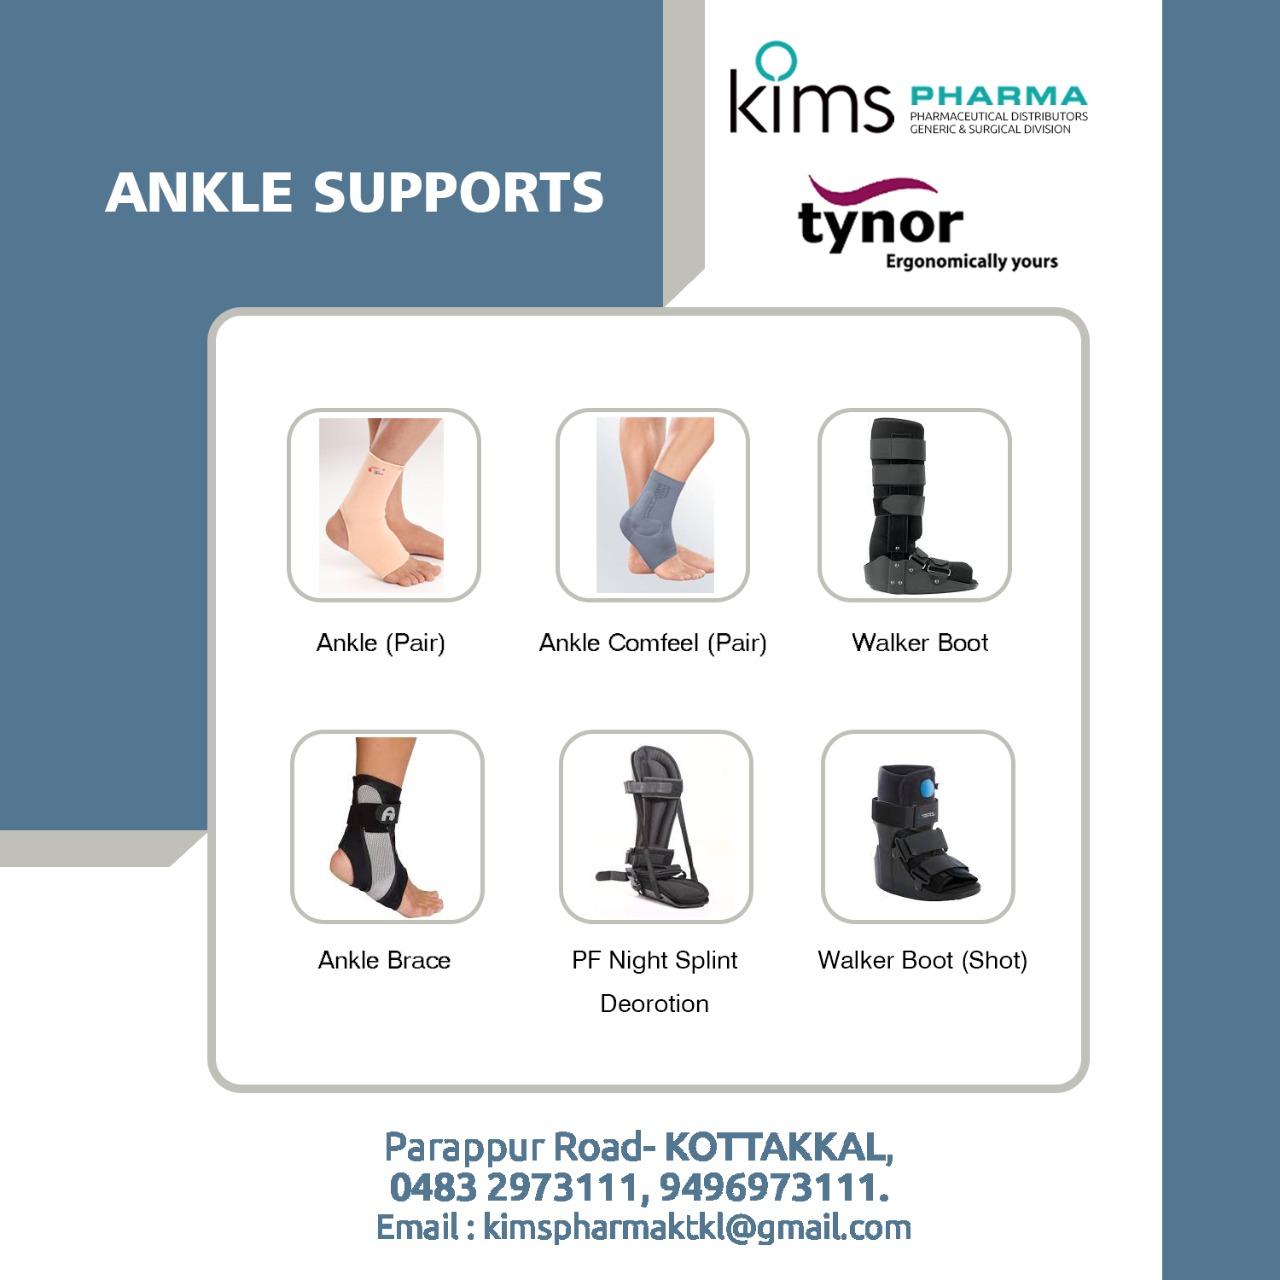 ANKLE SUPPORTS
kims PHARMA
PHARMACEUTICAL DISTRIBUTORS
GENERIC & SURGICAL DIVISION
tynor
Ergonomically yours
Ankle (Pair)
Ankle Comfeel (Pair)
Walker Boot
A
Ankle Brace
PF Night Splint
Deorotion
Walker Boot (Shot)
Parappur Road- KOTTAKKAL,
0483 2973111, 9496973111.
Email : kimspharmaktkl@gmail.com